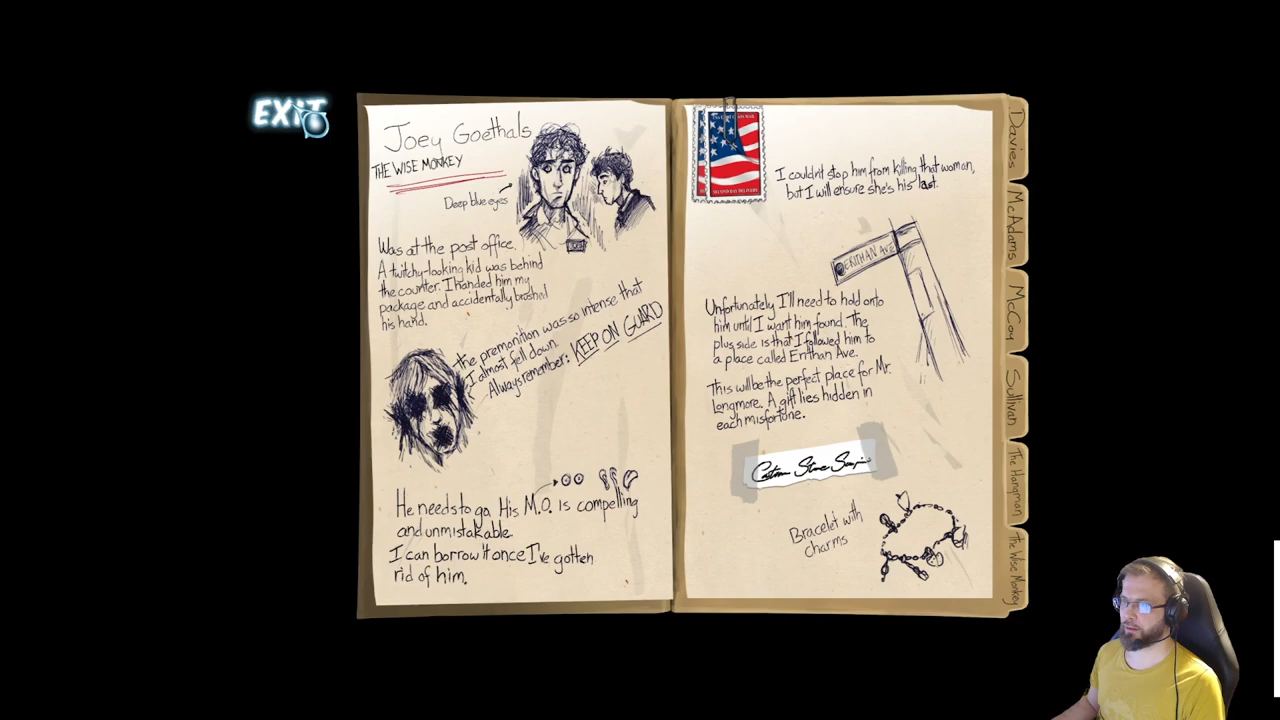 EXIT
Joey Goethals
THE WISE MONKEY
Deep blue eyes
Was at the post office.
A twitchy-looking kid was behind
the counter. I handed him my
package and accidentally brushed
his hand.
the premonition was so intense that
I almost fell down.
Always remember: KEEP ON GUARD
He needs to go. His M.O. is compelling
and unmistakable.
I can borrow it once I've gotten
rid of him.
I couldn't stop him from killing that woman,
but I will ensure she's his last.
ERITHAN AVE
Unfortunately I'll need to hold onto
him until I want him found. The
plus side is that I followed him to
a place called Erithan Ave.
This will be the perfect place for Mr.
Longmore. A gift lies hidden in
each misfortune.
Bracelet with
charms
Davies
McAdams
McCoy
Sullivan
The Hangman
The Wise Monkey